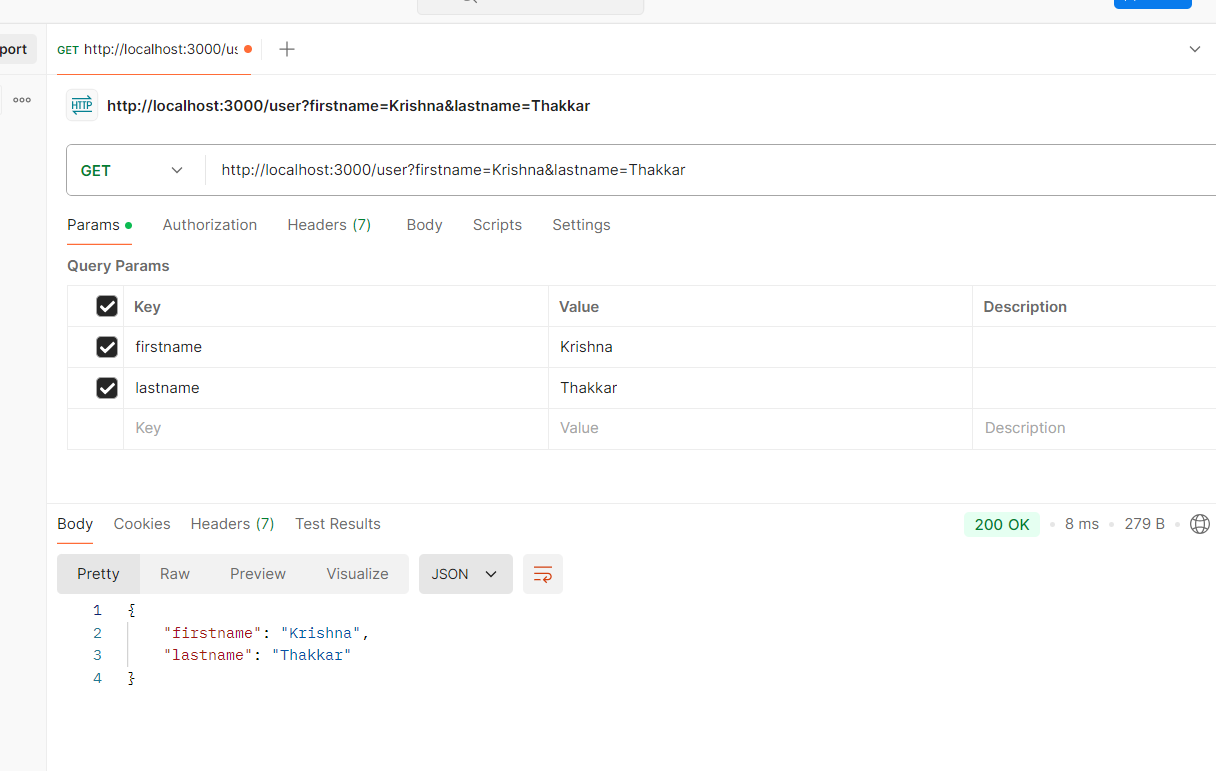 port
GET http://localhost:3000/us
HTTP http://localhost:3000/user?firstname=Krishna&lastname=Thakkar
GET http://localhost:3000/user?firstname=Krishna&lastname=Thakkar
Params Authorization Headers (7) Body Scripts Settings
Query Params
Key Value Description
firstname Krishna
lastname Thakkar
Key Value Description
Body Cookies Headers (7) Test Results 200 OK 8 ms 279 B
Pretty Raw Preview Visualize JSON
1 {
2 "firstname": "Krishna",
3 "lastname": "Thakkar"
4 }